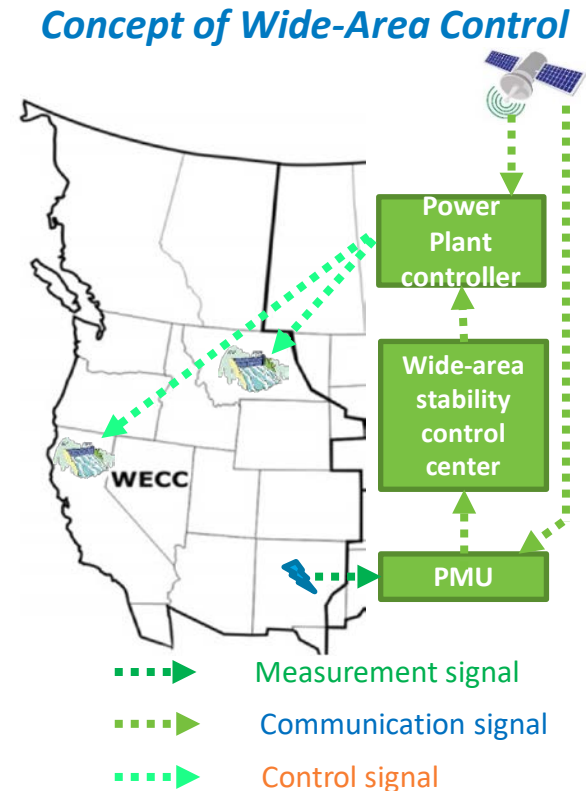 Concept of Wide-Area Control
Power
Plant
controller
Wide-area
stability
control
center
WECC
PMU
Measurement signal
Communication signal
Control signal